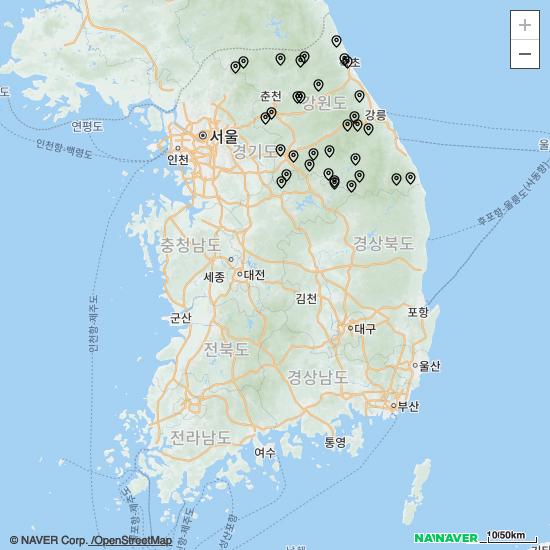 +
−
춘천
강원도
강릉
연평도
서울
인천
경기도
인천항-백령도
후포항-울릉도(사동항)
충청남도
경상북도
세종
대전
인천항-제주도
김천
군산
포항
전북도
대구
경상남도
울산
부산
전라남도
여수
통영
© NAVER Corp. /OpenStreetMap
NAVER
10/50km